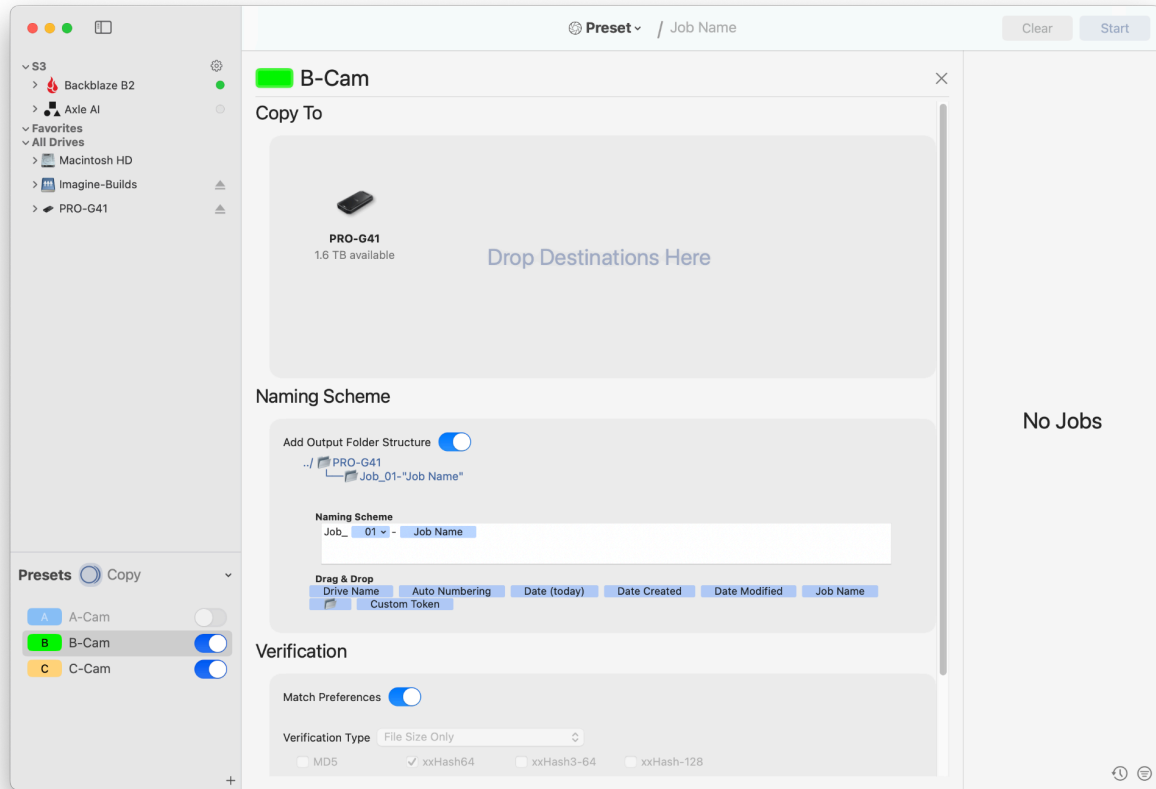 Preset / Job Name
Clear
Start
S3
Backblaze B2
Axle AI
Favorites
All Drives
Macintosh HD
Imagine-Builds
PRO-G41
Presets Copy
A A-Cam
B B-Cam
C C-Cam
+
B-Cam
Copy To
PRO-G41
1.6 TB available
Drop Destinations Here
Naming Scheme
Add Output Folder Structure
../ PRO-G41
Job_01-"Job Name"
Naming Scheme
Job_ 01 - Job Name
Drag & Drop
Drive Name Auto Numbering Date (today) Date Created Date Modified Job Name
Custom Token
Verification
Match Preferences
Verification Type File Size Only
MD5 xxHash64 xxHash3-64 xxHash-128
No Jobs